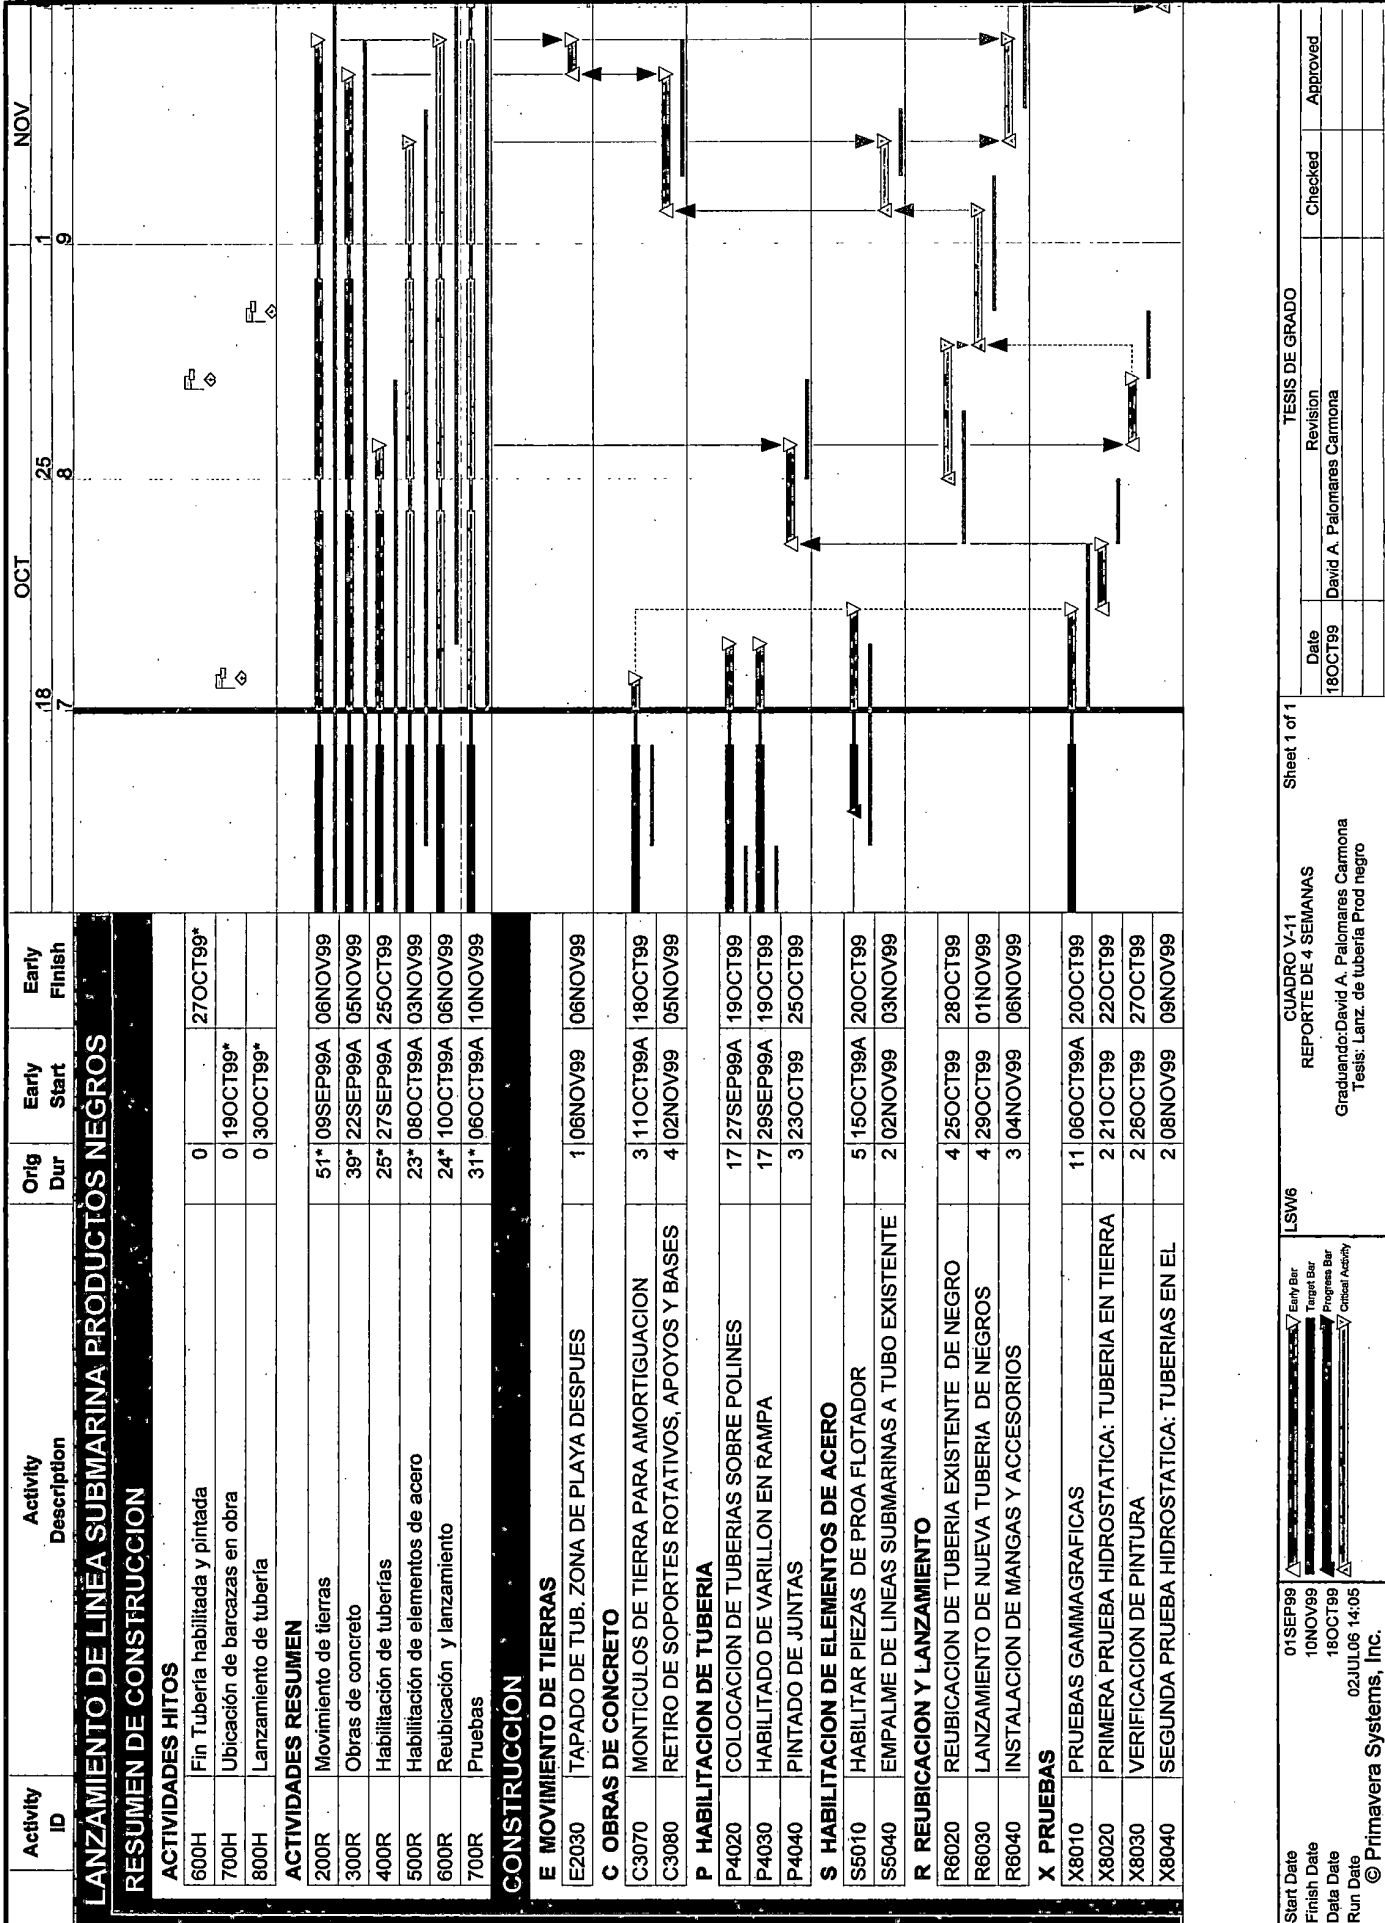 Activity ID Activity Description Orig Dur Early Start Early Finish
OCT NOV
18 25 1
7 8 9
LANZAMIENTO DE LINEA SUBMARINA PRODUCTOS NEGROS
RESUMEN DE CONSTRUCCION
ACTIVIDADES HITOS
600H Fin Tubería habilitada y pintada 0 27OCT99*
700H Ubicación de barcazas en obra 0 19OCT99*
800H Lanzamiento de tubería 0 30OCT99*
ACTIVIDADES RESUMEN
200R Movimiento de tierras 51* 09SEP99A 06NOV99
300R Obras de concreto 39* 22SEP99A 05NOV99
400R Habilitación de tuberías 25* 27SEP99A 25OCT99
500R Habilitación de elementos de acero 23* 08OCT99A 03NOV99
600R Reubicación y lanzamiento 24* 10OCT99A 06NOV99
700R Pruebas 31* 06OCT99A 10NOV99
CONSTRUCCION
E MOVIMIENTO DE TIERRAS
E2030 TAPADO DE TUB. ZONA DE PLAYA DESPUES 1 06NOV99 06NOV99
C OBRAS DE CONCRETO
C3070 MONTICULOS DE TIERRA PARA AMORTIGUACION 3 11OCT99A 18OCT99
C3080 RETIRO DE SOPORTES ROTATIVOS, APOYOS Y BASES 4 02NOV99 05NOV99
P HABILITACION DE TUBERIA
P4020 COLOCACION DE TUBERIAS SOBRE POLINES 17 27SEP99A 19OCT99
P4030 HABILITADO DE VARILLON EN RAMPA 17 29SEP99A 19OCT99
P4040 PINTADO DE JUNTAS 3 23OCT99 25OCT99
S HABILITACION DE ELEMENTOS DE ACERO
S5010 HABILITAR PIEZAS DE PROA FLOTADOR 5 15OCT99A 20OCT99
S5040 EMPALME DE LINEAS SUBMARINAS A TUBO EXISTENTE 2 02NOV99 03NOV99
R REUBICACION Y LANZAMIENTO
R6020 REUBICACION DE TUBERIA EXISTENTE DE NEGRO 4 25OCT99 28OCT99
R6030 LANZAMIENTO DE NUEVA TUBERIA DE NEGROS 4 29OCT99 01NOV99
R6040 INSTALACION DE MANGAS Y ACCESORIOS 3 04NOV99 06NOV99
X PRUEBAS
X8010 PRUEBAS GAMMAGRAFICAS 11 06OCT99A 20OCT99
X8020 PRIMERA PRUEBA HIDROSTATICA: TUBERIA EN TIERRA 2 21OCT99 22OCT99
X8030 VERIFICACION DE PINTURA 2 26OCT99 27OCT99
X8040 SEGUNDA PRUEBA HIDROSTATICA: TUBERIAS EN EL 2 08NOV99 09NOV99
Start Date 01SEP99
Finish Date 10NOV99
Data Date 18OCT99
Run Date 02JUL06 14:05
© Primavera Systems, Inc.
Early Bar
Target Bar
Progress Bar
Critical Activity
LSW6
CUADRO V-11
REPORTE DE 4 SEMANAS
Graduando:David A. Palomares Carmona
Tesis: Lanz. de tubería Prod negro
Sheet 1 of 1
TESIS DE GRADO
Date Revision Checked Approved
18OCT99 David A. Palomares Carmona